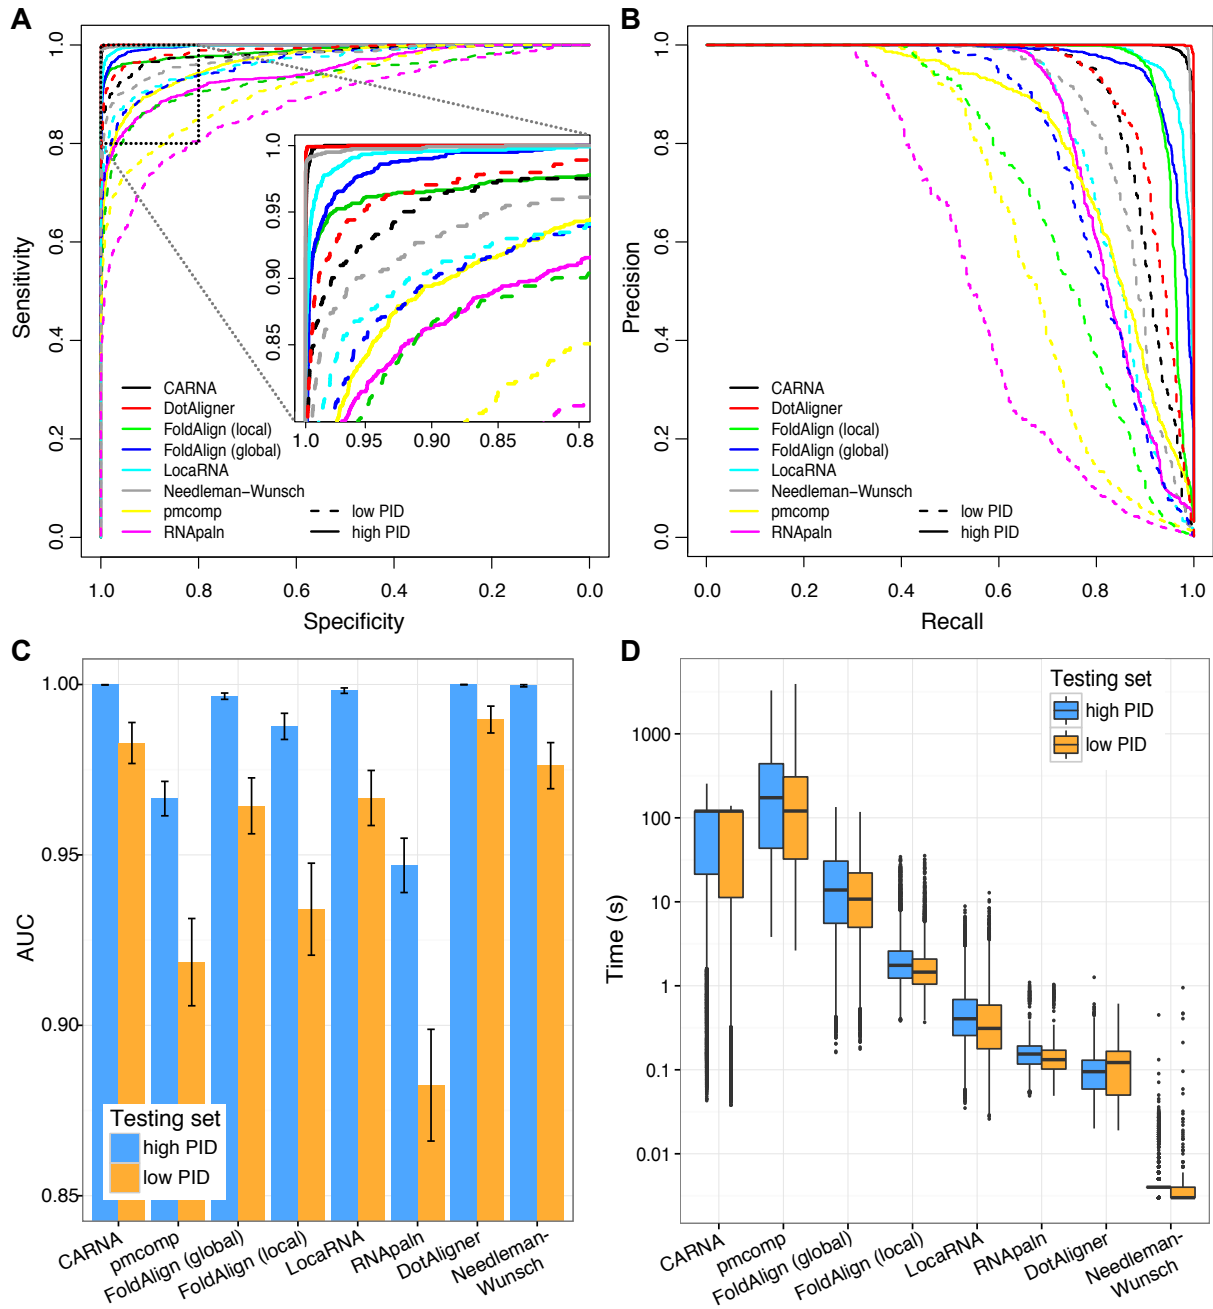 A
Sensitivity
1.0
0.8
0.6
0.4
0.2
0.0
1.0
0.95
0.90
0.85
1.0
0.95
0.90
0.85
0.8
CARNA
DotAligner
FoldAlign (local)
FoldAlign (global)
LocaRNA
Needleman-Wunsch
pmcomp
RNApaln
low PID
high PID
1.0 0.8 0.6 0.4 0.2 0.0
Specificity
B
Precision
1.0
0.8
0.6
0.4
0.2
0.0
CARNA
DotAligner
FoldAlign (local)
FoldAlign (global)
LocaRNA
Needleman-Wunsch
pmcomp
RNApaln
low PID
high PID
0.0 0.2 0.4 0.6 0.8 1.0
Recall
C
AUC
1.00
0.95
0.90
0.85
Testing set
high PID
low PID
CARNA
pmcomp
FoldAlign (global)
FoldAlign (local)
LocaRNA
RNApaln
DotAligner
Needleman-
Wunsch
D
Time (s)
1000
100
10
1
0.1
0.01
Testing set
high PID
low PID
CARNA
pmcomp
FoldAlign (global)
FoldAlign (local)
LocaRNA
RNApaln
DotAligner
Needleman-
Wunsch